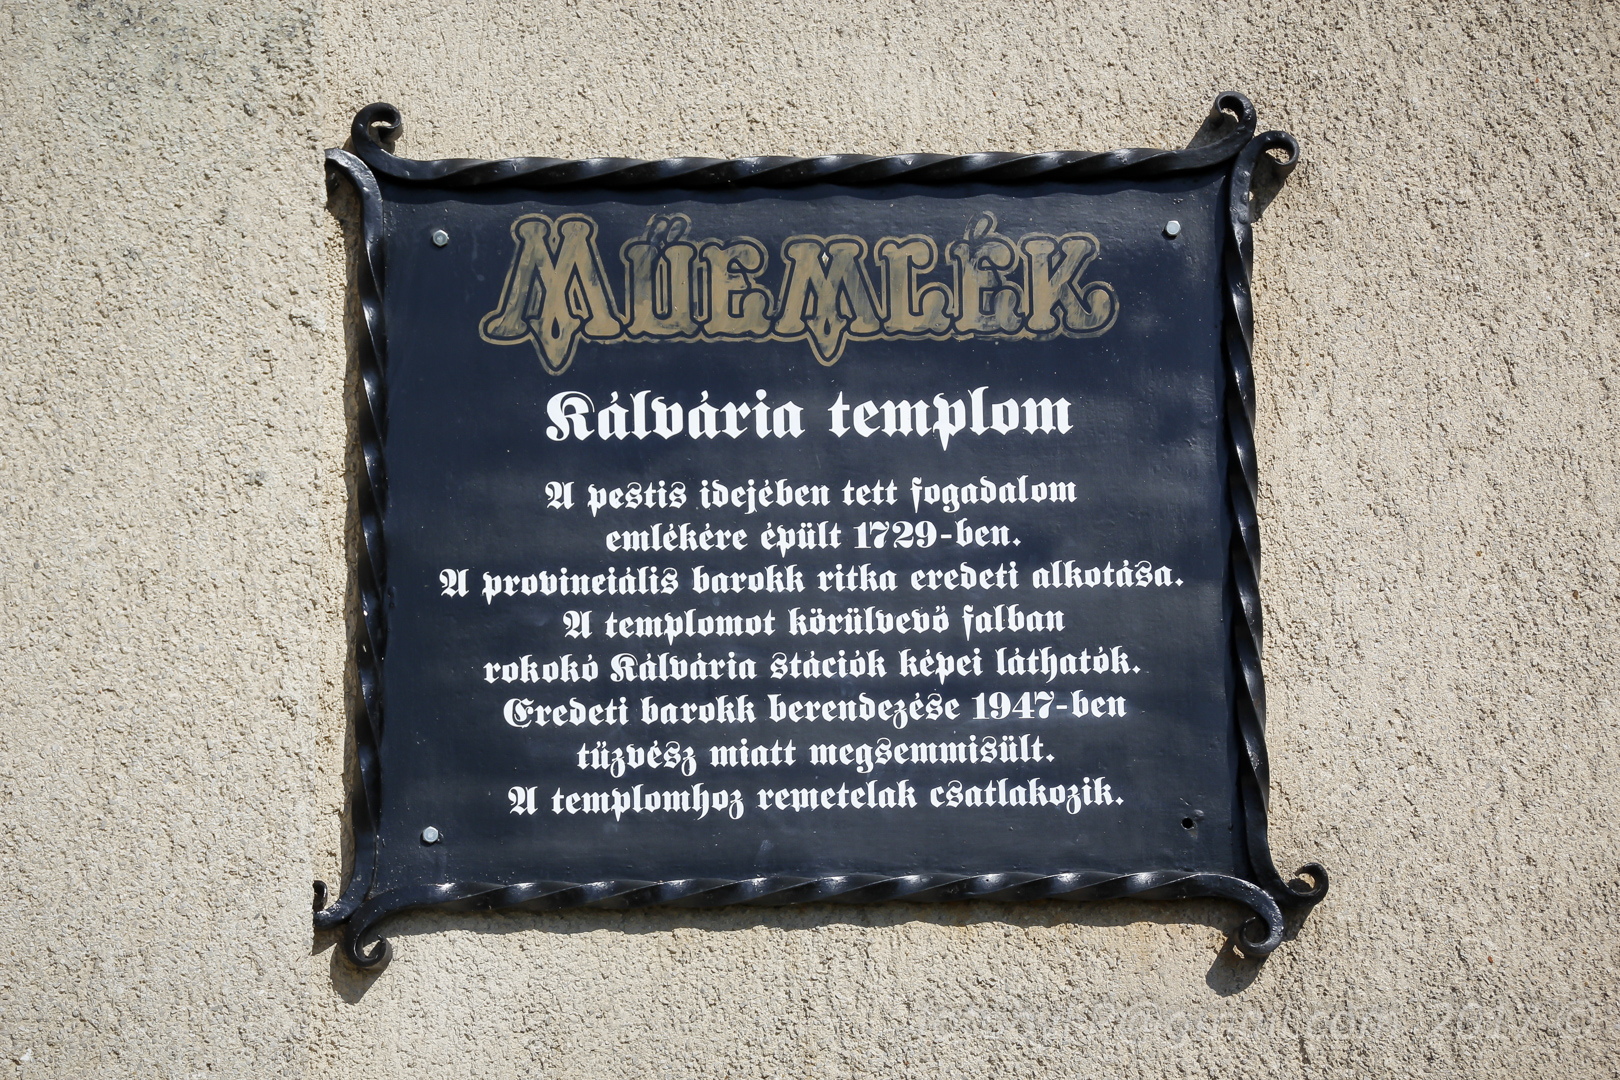 MŰEMLÉK
Kálvária templom
A pestis idejében tett fogadalom
emlékére épült 1729-ben.
A provinciális barokk ritka eredeti alkotása.
A templomot körülvevő falban
rokokó Kálvária stációk képei láthatók.
Eredeti barokk berendezése 1947-ben
tűzvész miatt megsemmisült.
A templomhoz remetelak csatlakozik.